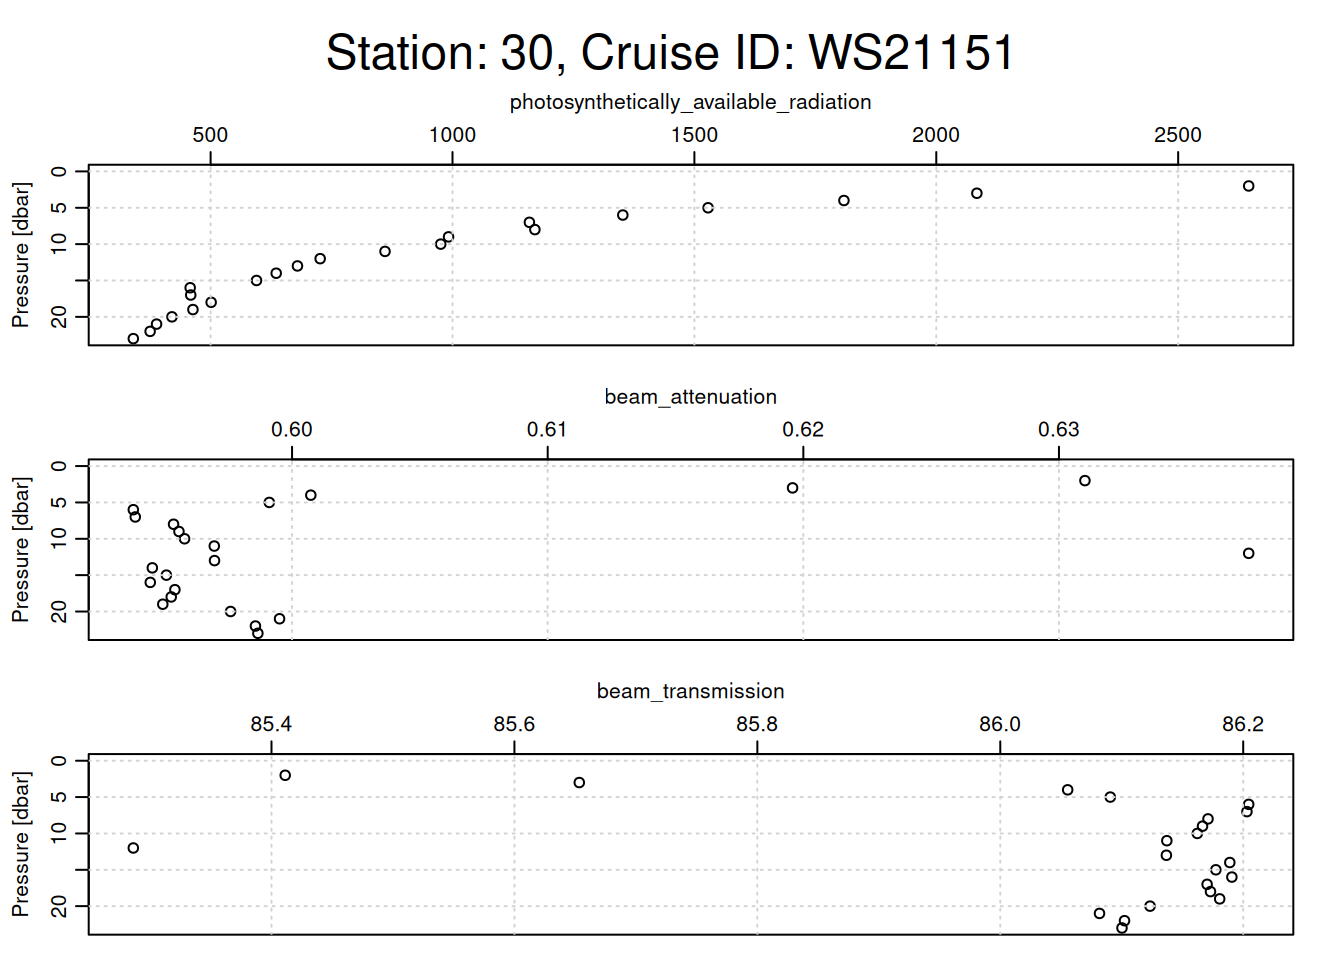 Station: 30, Cruise ID: WS21151
photosynthetically_available_radiation
500 1000 1500 2000 2500
Pressure [dbar]
0
5
10
20
beam_attenuation
0.60 0.61 0.62 0.63
Pressure [dbar]
0
5
10
20
beam_transmission
85.4 85.6 85.8 86.0 86.2
Pressure [dbar]
0
5
10
20